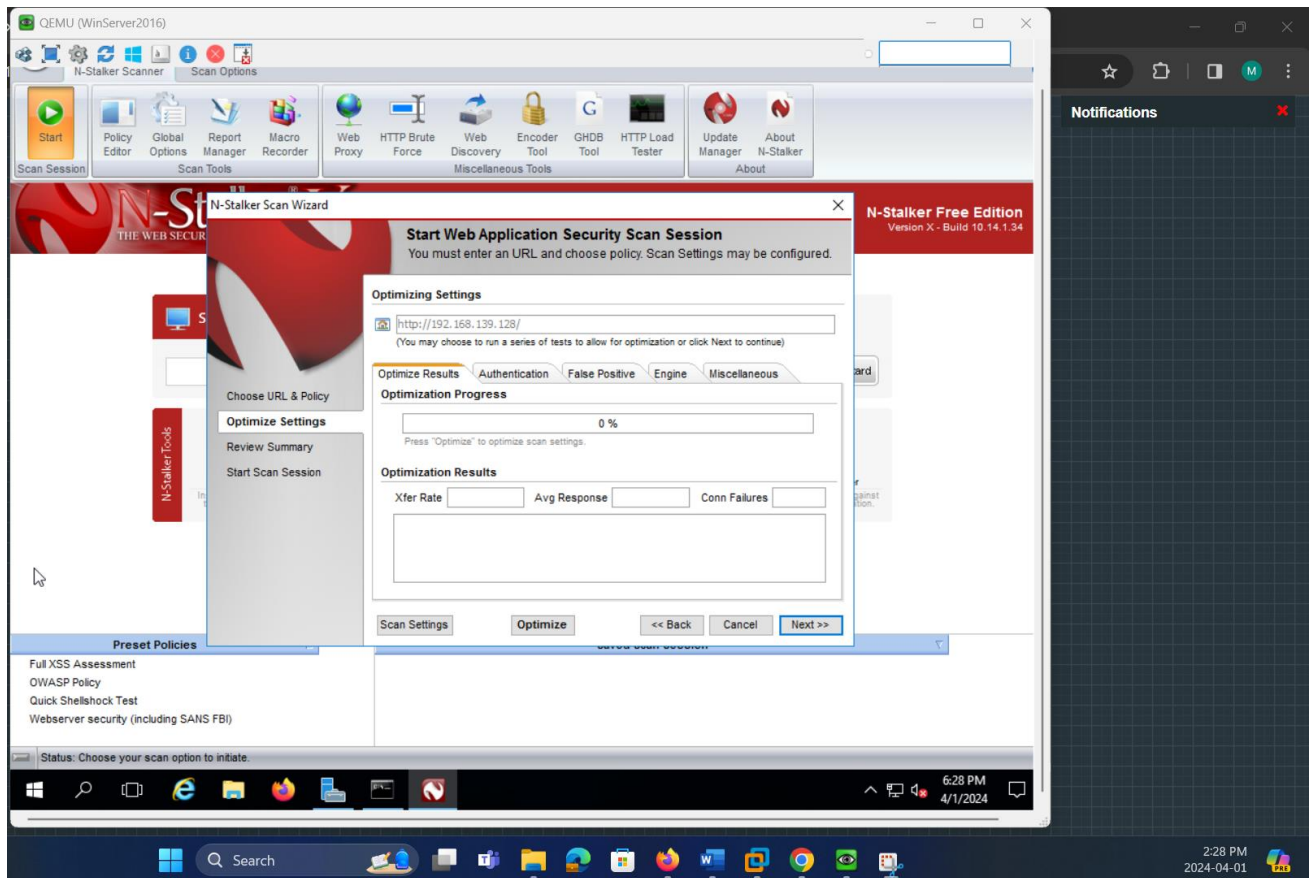 QEMU (WinServer2016)
N-Stalker Scanner Scan Options
Start
Policy Editor
Global Options
Report Manager
Macro Recorder
Web Proxy
HTTP Brute Force
Web Discovery
Encoder Tool
GHDB Tool
HTTP Load Tester
Update Manager
About N-Stalker
Scan Session Scan Tools Miscellaneous Tools About
M
Notifications
N-St
THE WEB SECUR
N-Stalker Free Edition
Version X - Build 10.14.1.34
N-Stalker Scan Wizard
Start Web Application Security Scan Session
You must enter an URL and choose policy. Scan Settings may be configured.
Optimizing Settings
http://192.168.139.128/
(You may choose to run a series of tests to allow for optimization or click Next to continue)
Optimize Results Authentication False Positive Engine Miscellaneous
Choose URL & Policy
Optimize Settings
Review Summary
Start Scan Session
Optimization Progress
0 %
Press "Optimize" to optimize scan settings.
Optimization Results
Xfer Rate Avg Response Conn Failures
Scan Settings Optimize << Back Cancel Next >>
S
ard
N-Stalker Tools
In
t
r
gainst
tion.
Preset Policies
Full XSS Assessment
OWASP Policy
Quick Shellshock Test
Webserver security (including SANS FBI)
Status: Choose your scan option to initiate.
6:28 PM
4/1/2024
Search
2:28 PM
2024-04-01
PRE